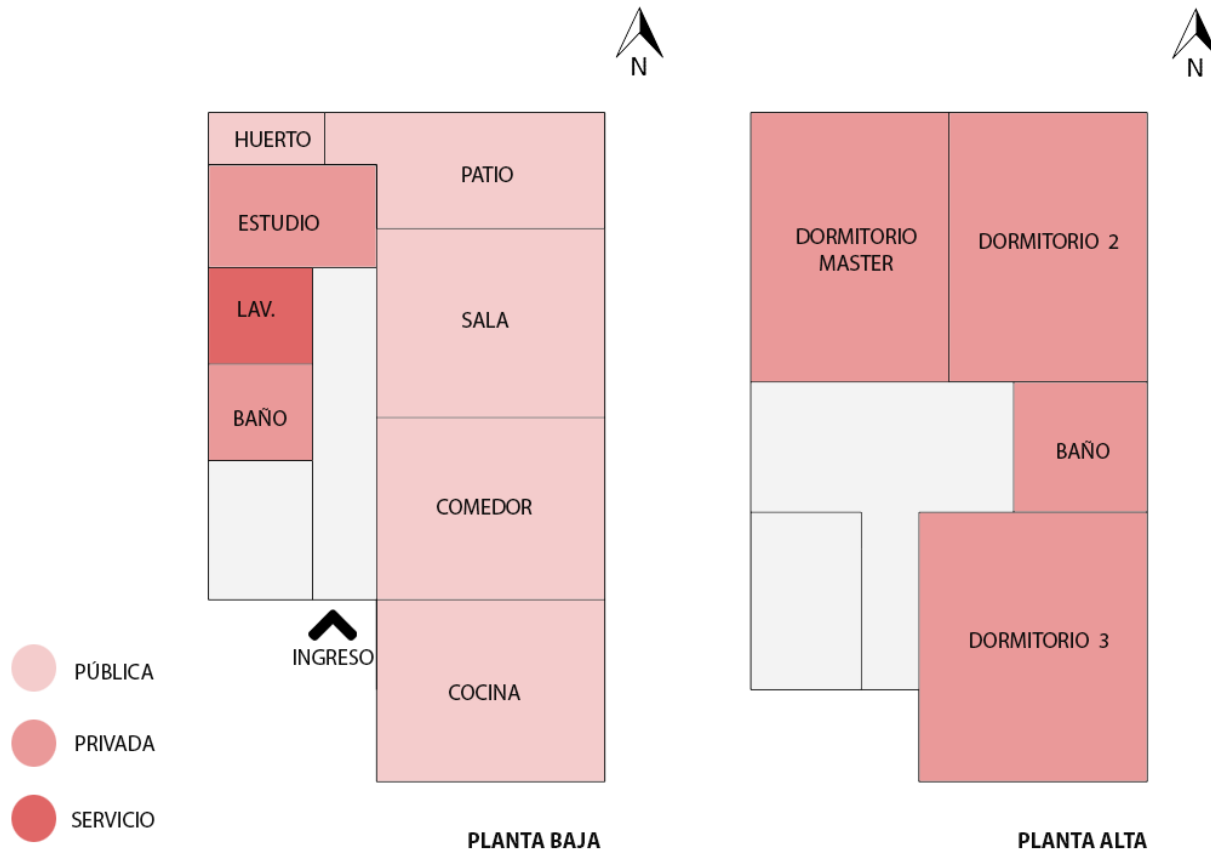 N
HUERTO
PATIO
ESTUDIO
LAV.
SALA
BAÑO
COMEDOR
INGRESO
COCINA
PÚBLICA
PRIVADA
SERVICIO
PLANTA BAJA
N
DORMITORIO
MASTER
DORMITORIO 2
BAÑO
DORMITORIO 3
PLANTA ALTA